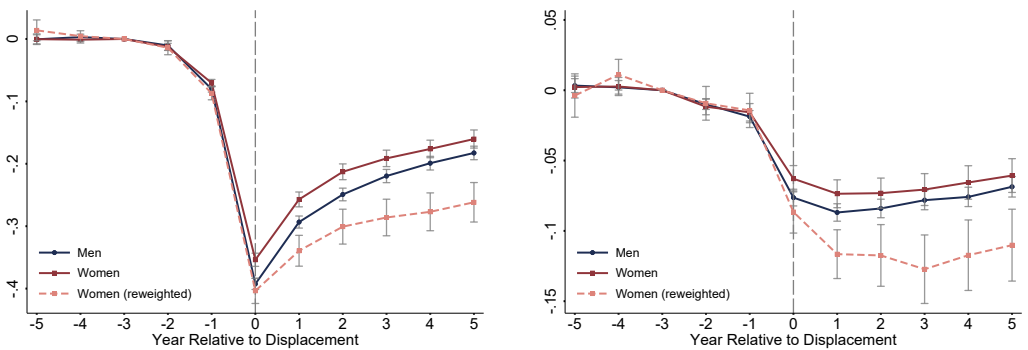 0
-.1
-.2
-.3
-.4
Men
Women
Women (reweighted)
-5 -4 -3 -2 -1 0 1 2 3 4 5
Year Relative to Displacement
.05
0
-.05
-.1
-.15
Men
Women
Women (reweighted)
-5 -4 -3 -2 -1 0 1 2 3 4 5
Year Relative to Displacement